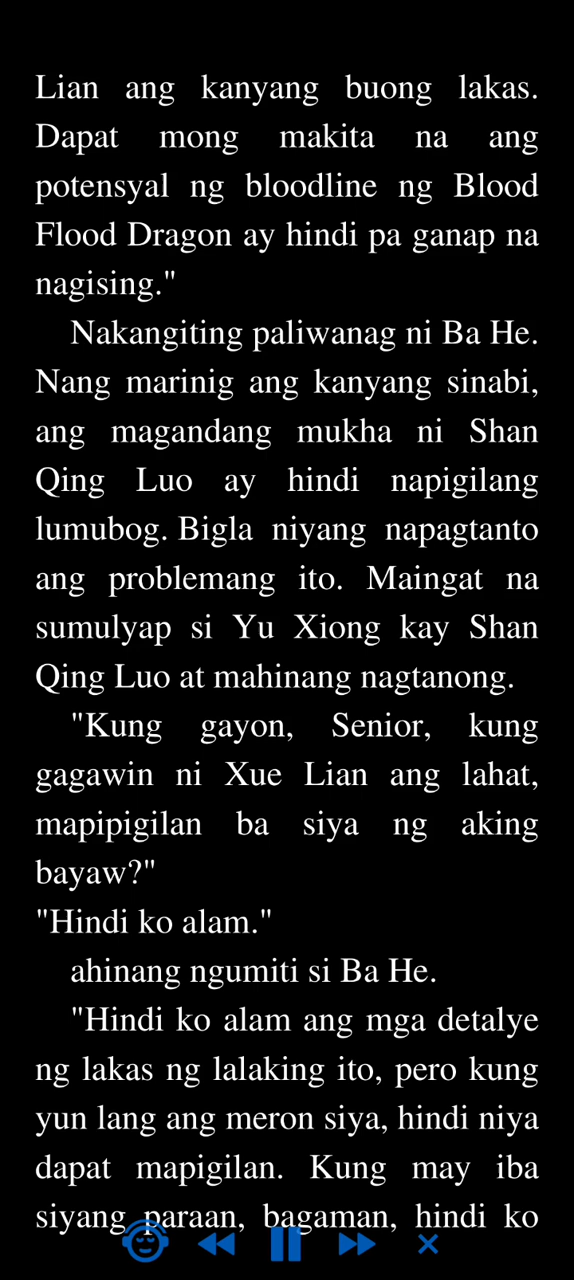 Lian ang kanyang buong lakas.
Dapat mong makita na ang
potensyal ng bloodline ng Blood
Flood Dragon ay hindi pa ganap na
nagising."
Nakangiting paliwanag ni Ba He.
Nang marinig ang kanyang sinabi,
ang magandang mukha ni Shan
Qing Luo ay hindi napigilang
lumubog. Bigla niyang napagtanto
ang problemang ito. Maingat na
sumulyap si Yu Xiong kay Shan
Qing Luo at mahinang nagtanong.
"Kung gayon, Senior, kung
gagawin ni Xue Lian ang lahat,
mapipigilan ba siya ng aking
bayaw?"
"Hindi ko alam."
ahinang ngumiti si Ba He.
"Hindi ko alam ang mga detalye
ng lakas ng lalaking ito, pero kung
yun lang ang meron siya, hindi niya
dapat mapigilan. Kung may iba
siyang paraan, bagaman, hindi ko